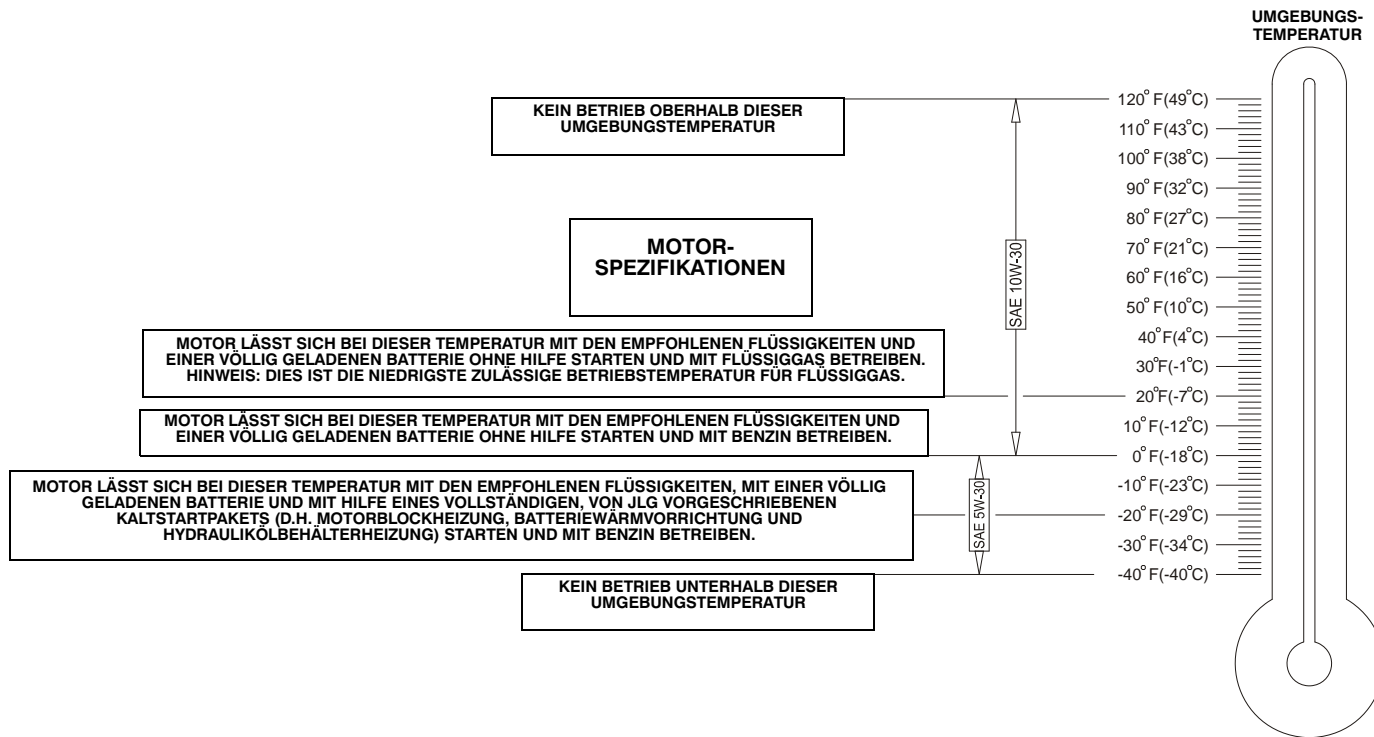 UMGEBUNGS-
TEMPERATUR
KEIN BETRIEB OBERHALB DIESER
UMGEBUNGSTEMPERATUR
120° F(49°C)
110° F(43°C)
100° F(38°C)
90° F(32°C)
80° F(27°C)
70° F(21°C)
60° F(16°C)
50° F(10°C)
40° F(4°C)
30° F(-1°C)
20° F(-7°C)
10° F(-12°C)
0° F(-18°C)
-10° F(-23°C)
-20° F(-29°C)
-30° F(-34°C)
-40° F(-40°C)
SAE 10W-30
SAE 5W-30
MOTOR-
SPEZIFIKATIONEN
MOTOR LÄSST SICH BEI DIESER TEMPERATUR MIT DEN EMPFOHLENEN FLÜSSIGKEITEN UND
EINER VÖLLIG GELADENEN BATTERIE OHNE HILFE STARTEN UND MIT FLÜSSIGGAS BETREIBEN.
HINWEIS: DIES IST DIE NIEDRIGSTE ZULÄSSIGE BETRIEBSTEMPERATUR FÜR FLÜSSIGGAS.
MOTOR LÄSST SICH BEI DIESER TEMPERATUR MIT DEN EMPFOHLENEN FLÜSSIGKEITEN UND
EINER VÖLLIG GELADENEN BATTERIE OHNE HILFE STARTEN UND MIT BENZIN BETREIBEN.
MOTOR LÄSST SICH BEI DIESER TEMPERATUR MIT DEN EMPFOHLENEN FLÜSSIGKEITEN, MIT EINER VÖLLIG
GELADENEN BATTERIE UND MIT HILFE EINES VOLLSTÄNDIGEN, VON JLG VORGESCHRIEBENEN
KALTSTARTPAKETS (D.H. MOTORBLOCKHEIZUNG, BATTERIEWÄRMVORRICHTUNG UND
HYDRAULIKÖLBEHÄLTERHEIZUNG) STARTEN UND MIT BENZIN BETREIBEN.
KEIN BETRIEB UNTERHALB DIESER
UMGEBUNGSTEMPERATUR